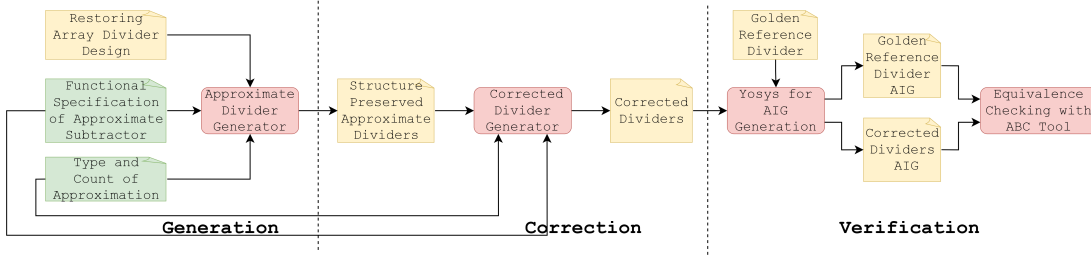 Restoring
Array Divider
Design
Functional
Specification
of Approximate
Subtractor
Type and
Count of
Approximation
Approximate
Divider
Generator
Generation
Structure
Preserved
Approximate
Dividers
Corrected
Divider
Generator
Corrected
Dividers
Correction
Golden
Reference
Divider
Yosys for
AIG
Generation
Golden
Reference
Divider
AIG
Corrected
Dividers
AIG
Equivalence
Checking with
ABC Tool
Verification